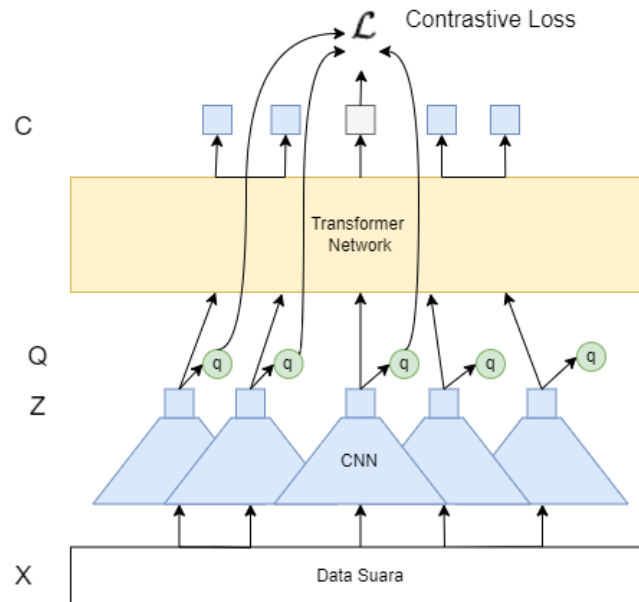 ℒ Contrastive Loss
C
Transformer
Network
Q
q q q q q
Z
CNN
X
Data Suara